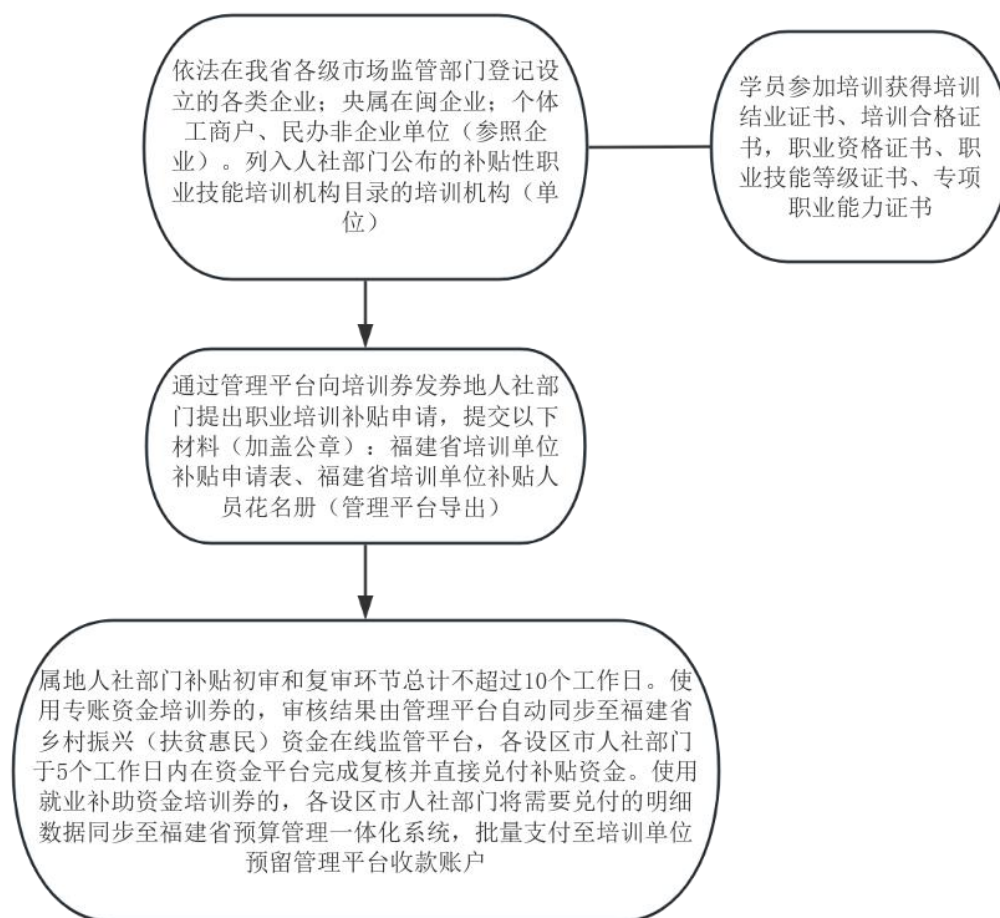 依法在我省各级市场监管部门登记设
立的各类企业；央属在闽企业；个体
工商户、民办非企业单位（参照企
业）。列入人社部门公布的补贴性职
业技能培训机构目录的培训机构（单
位）
学员参加培训获得培训
结业证书、培训合格证
书，职业资格证书、职
业技能等级证书、专项
职业能力证书
通过管理平台向培训券发券地人社部
门提出职业培训补贴申请，提交以下
材料（加盖公章）：福建省培训单位
补贴申请表、福建省培训单位补贴人
员花名册（管理平台导出）
属地人社部门补贴初审和复审环节总计不超过10个工作日。使
用专账资金培训券的，审核结果由管理平台自动同步至福建省
乡村振兴（扶贫惠民）资金在线监管平台，各设区市人社部门
于5个工作日内在资金平台完成复核并直接兑付补贴资金。使用
就业补助资金培训券的，各设区市人社部门将需要兑付的明细
数据同步至福建省预算管理一体化系统，批量支付至培训单位
预留管理平台收款账户